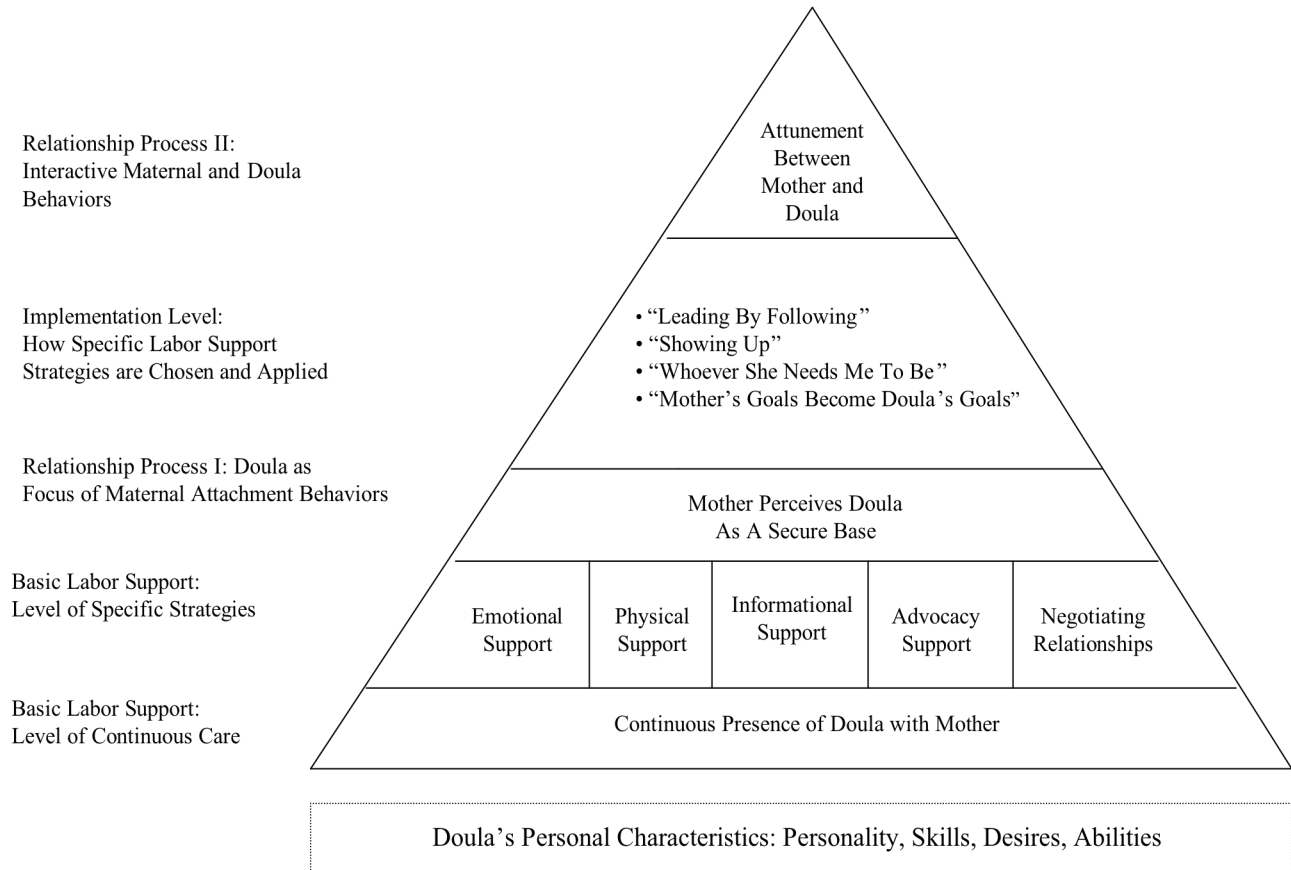 Relationship Process II:
Interactive Maternal and Doula
Behaviors
Attunement
Between
Mother and
Doula
Implementation Level:
How Specific Labor Support
Strategies are Chosen and Applied
• “Leading By Following”
• “Showing Up”
• “Whoever She Needs Me To Be”
• “Mother’s Goals Become Doula’s Goals”
Relationship Process I: Doula as
Focus of Maternal Attachment Behaviors
Mother Perceives Doula
As A Secure Base
Basic Labor Support:
Level of Specific Strategies
Emotional
Support
Physical
Support
Informational
Support
Advocacy
Support
Negotiating
Relationships
Basic Labor Support:
Level of Continuous Care
Continuous Presence of Doula with Mother
Doula’s Personal Characteristics: Personality, Skills, Desires, Abilities